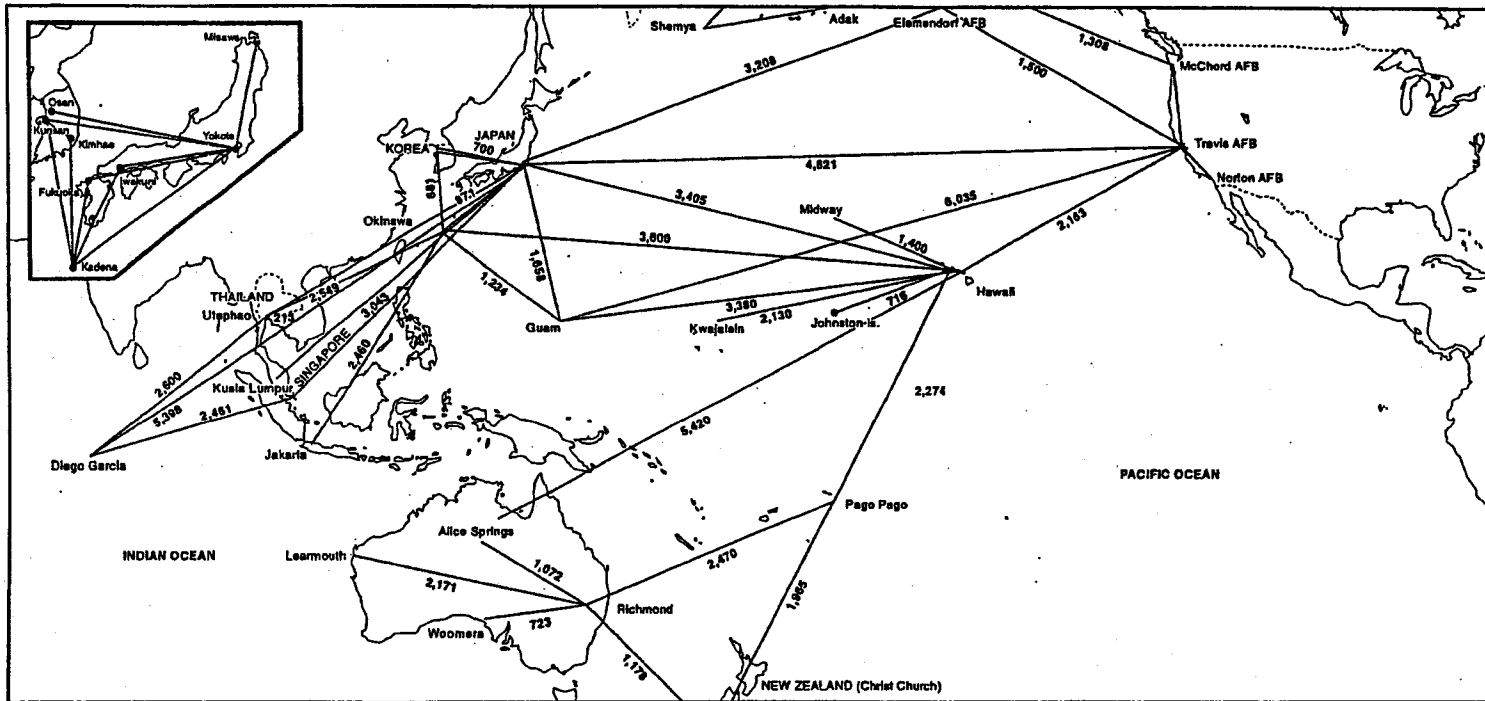 Shemya
Adak
Elemendorf AFB
Misawa
1,308
McChord AFB
3,208
1,500
Osan
Kunsan
Kimhae
Yokota
Iwakuni
Fukuoka
Kadena
KOREA
JAPAN
700
Travis AFB
4,821
Norton AFB
681
871
3,405
6,035
Okinawa
Midway
2,163
3,606
1,400
1,658
1,234
Hawaii
THAILAND
2,549
Utaphao
215
3,043
716
3,380
Guam
2,130
Kwajalein
Johnston-is.
SINGAPORE
2,460
2,600
Kusla Lumpur
2,274
5,398
2,461
5,420
Jakarta
Diego Garcia
PACIFIC OCEAN
Pago Pago
Alice Springs
INDIAN OCEAN
Learmouth
1,072
2,470
2,171
1,965
Richmond
723
Woomera
1,178
NEW ZEALAND (Christ Church)